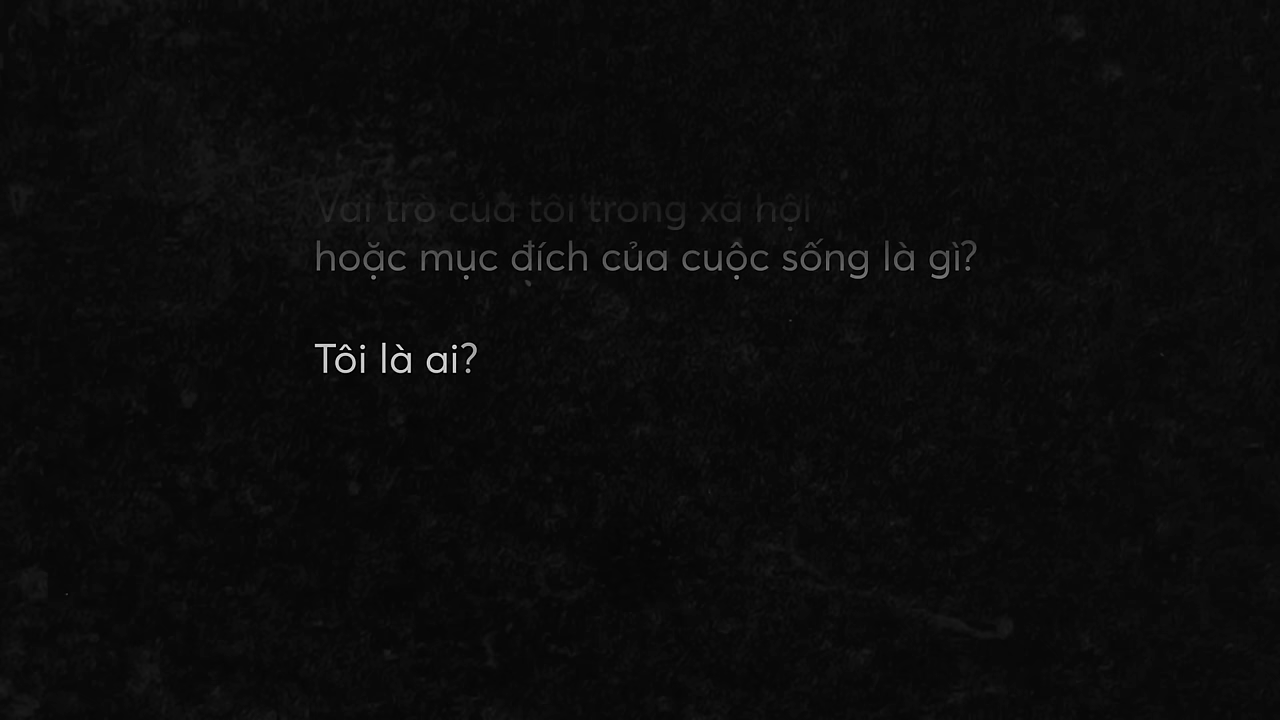 Vai trò của tôi trong xã hội
hoặc mục đích của cuộc sống là gì?
Tôi là ai?